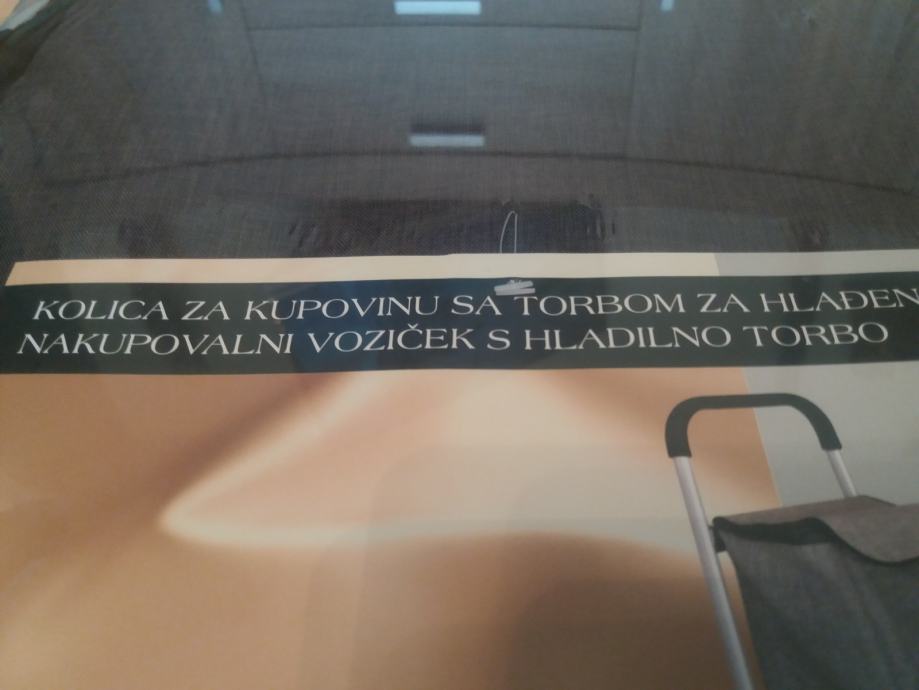 KOLICA ZA KUPOVINU SA TORBOM ZA HLAĐEN
NAKUPOVALNI VOZIČEK S HLADILNO TORBO